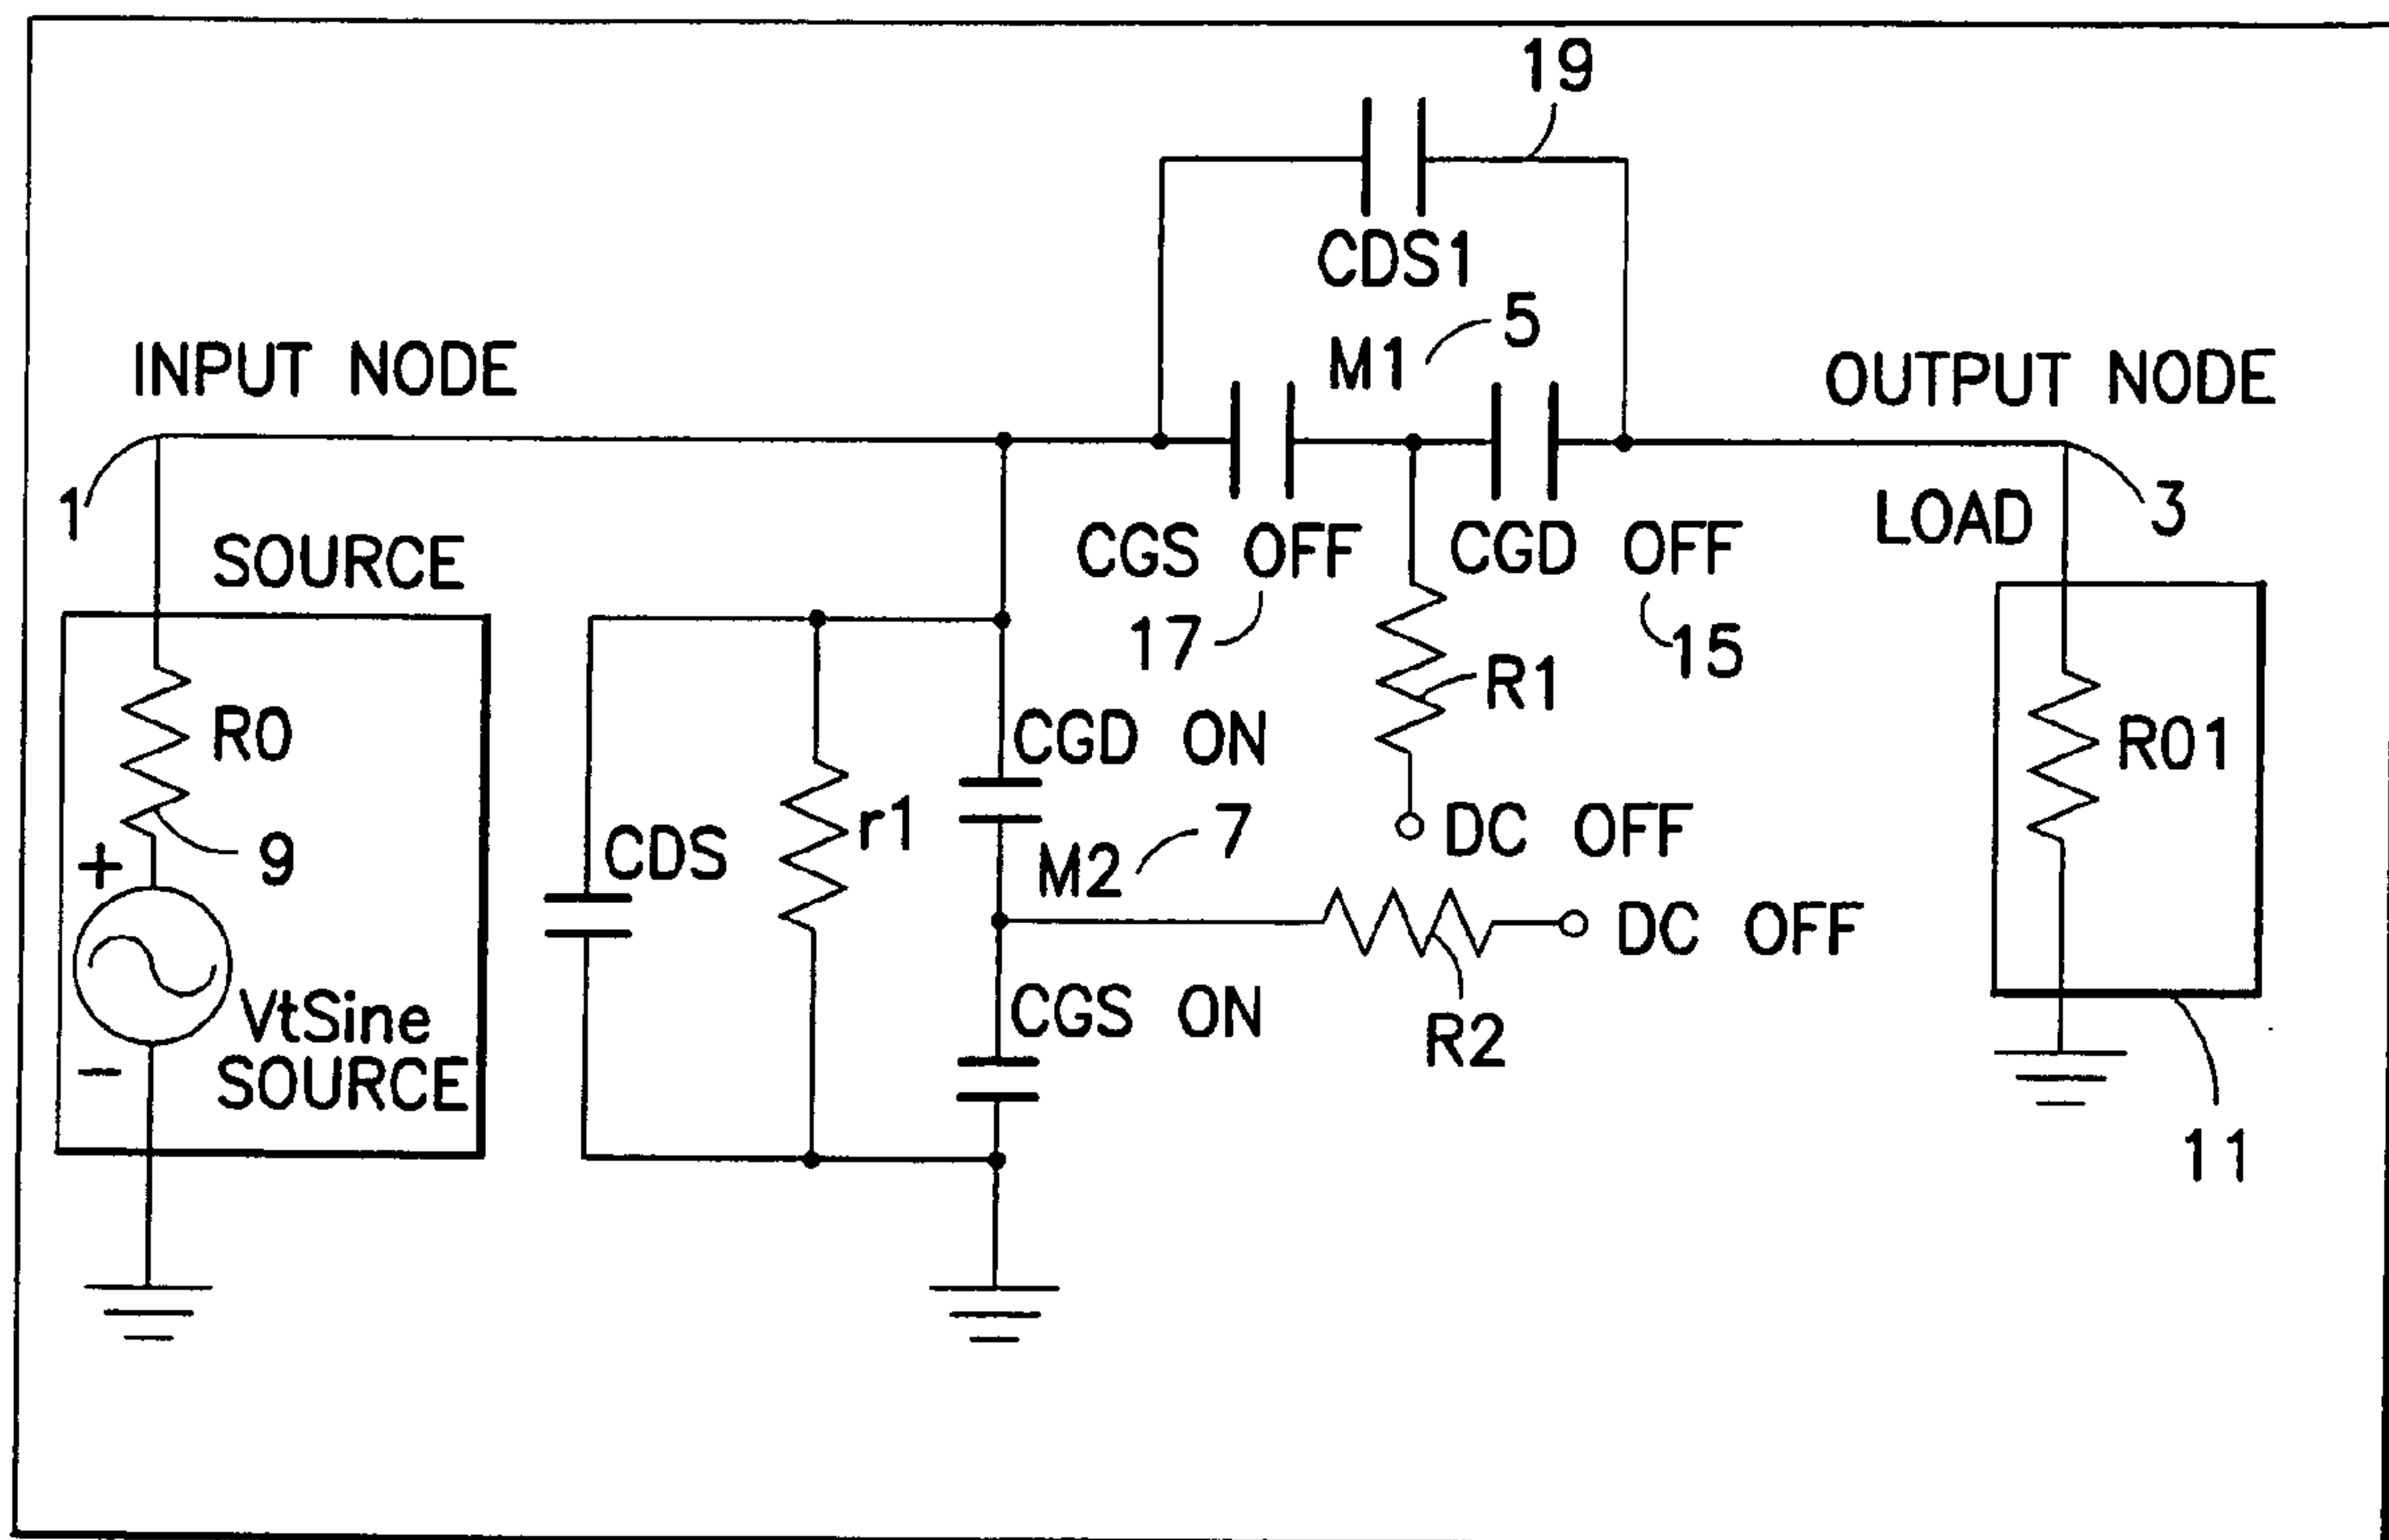 19
CDS1
5
M1
INPUT NODE
OUTPUT NODE
1
3
LOAD
SOURCE
CGS OFF
CGD OFF
17
15
R1
R0
CGD ON
R01
r1
DC OFF
CDS
9
+
M2
7
DC OFF
CGS ON
VtSine
SOURCE
R2
-
11